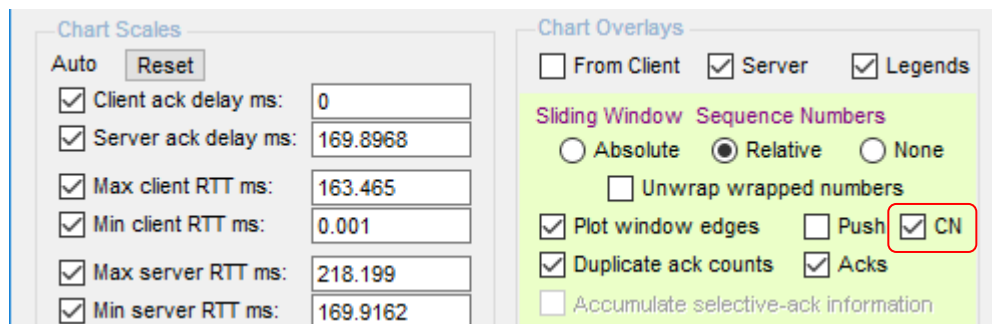 Chart Scales
Auto Reset
Client ack delay ms: 0
Server ack delay ms: 169.8968
Max client RTT ms: 163.465
Min client RTT ms: 0.001
Max server RTT ms: 218.199
Min server RTT ms: 169.9162
Chart Overlays
From Client Server Legends
Sliding Window Sequence Numbers
Absolute Relative None
Unwrap wrapped numbers
Plot window edges Push CN
Duplicate ack counts Acks
Accumulate selective-ack information